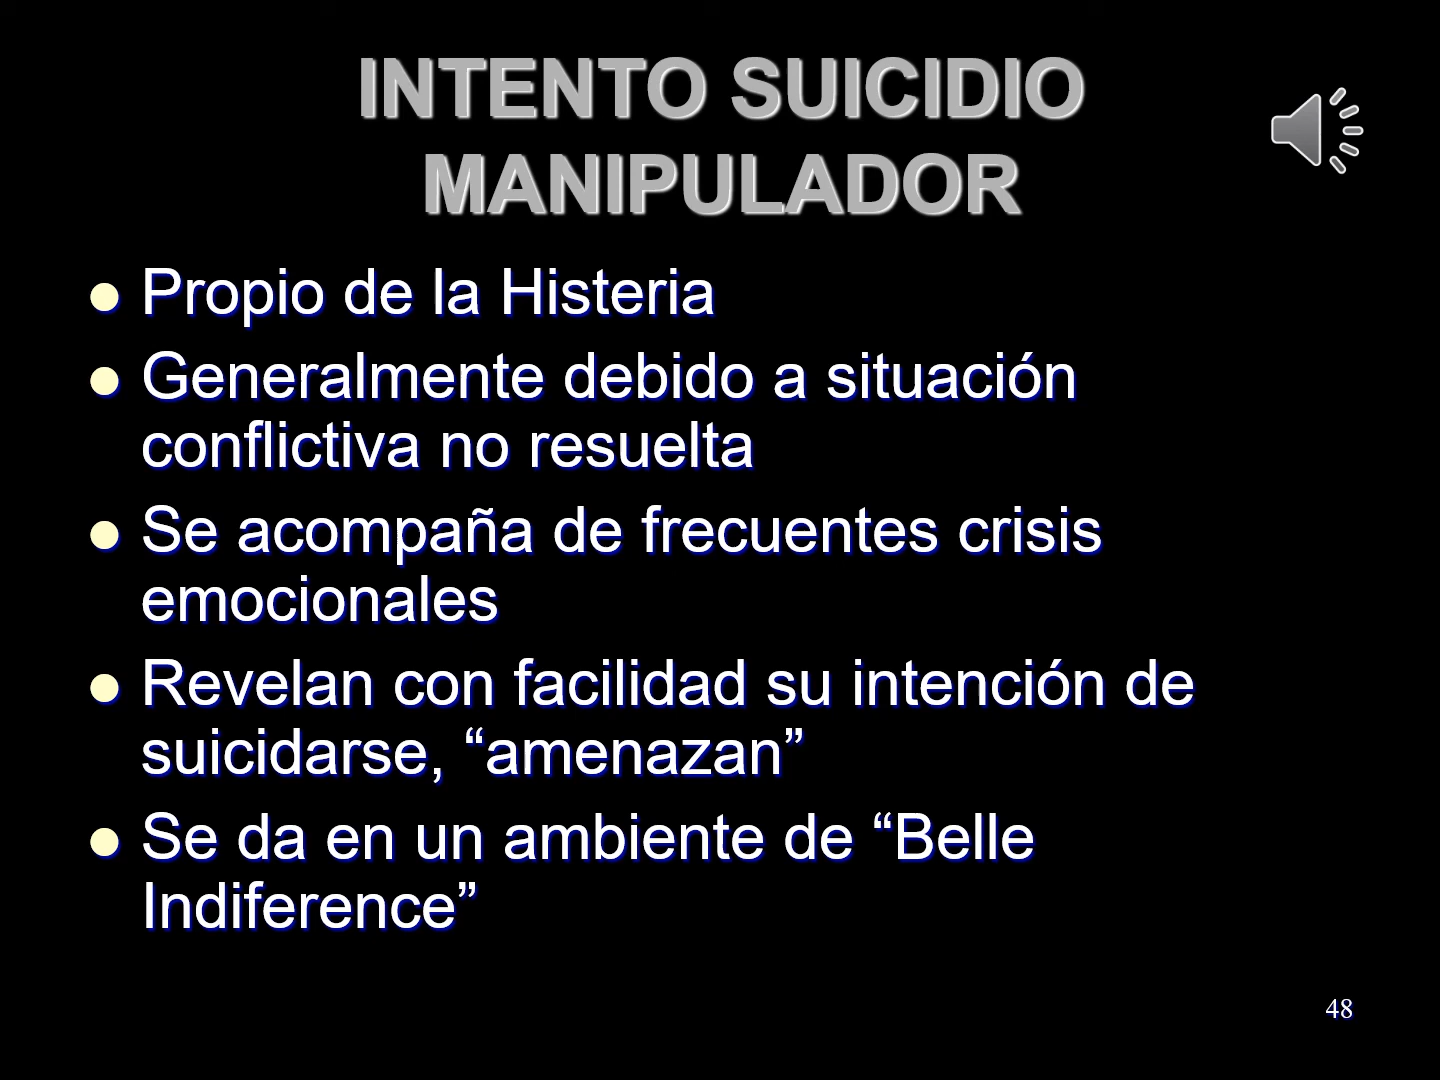 INTENTO SUICIDIO
MANIPULADOR
Propio de la Histeria
Generalmente debido a situación
conflictiva no resuelta
Se acompaña de frecuentes crisis
emocionales
Revelan con facilidad su intención de
suicidarse, “amenazan”
Se da en un ambiente de “Belle
Indiference”
48